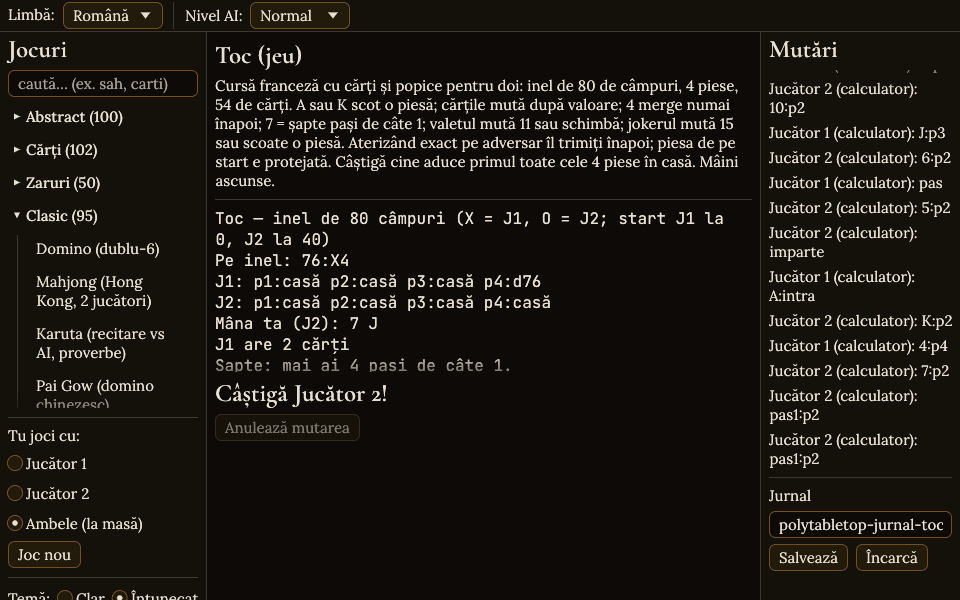 Limbă: Română Nivel AI: Normal
Jocuri
caută... (ex. sah, carti)
Abstract (100)
Cărți (102)
Zaruri (50)
Clasic (95)
Domino (dublu-6)
Mahjong (Hong
Kong, 2 jucători)
Karuta (recitare vs
AI, proverbe)
Pai Gow (domino
chinezesc)
Tu joci cu:
Jucător 1
Jucător 2
Ambele (la masă)
Joc nou
Temă: Clar Întunecat
Toc (jeu)
Cursă franceză cu cărți și popice pentru doi: inel de 80 de câmpuri, 4 piese,
54 de cărți. A sau K scot o piesă; cărțile mută după valoare; 4 merge numai
înapoi; 7 = șapte pași de câte 1; valetul mută 11 sau schimbă; jokerul mută 15
sau scoate o piesă. Aterizând exact pe adversar îl trimiți înapoi; piesa de pe
start e protejată. Câștigă cine aduce primul toate cele 4 piese în casă. Mâini
ascunse.
Toc — inel de 80 câmpuri (X = J1, O = J2; start J1 la
0, J2 la 40)
Pe inel: 76:X4
J1: p1:casă p2:casă p3:casă p4:d76
J2: p1:casă p2:casă p3:casă p4:casă
Mâna ta (J2): 7 J
J1 are 2 cărți
Șapte: mai ai 4 pași de câte 1.
Câștigă Jucător 2!
Anulează mutarea
Mutări
Jucător 2 (calculator):
10:p2
Jucător 1 (calculator): J:p3
Jucător 2 (calculator): 6:p2
Jucător 1 (calculator): pas
Jucător 2 (calculator): 5:p2
Jucător 2 (calculator):
imparte
Jucător 1 (calculator):
A:intra
Jucător 2 (calculator): K:p2
Jucător 1 (calculator): 4:p4
Jucător 2 (calculator): 7:p2
Jucător 2 (calculator):
pas1:p2
Jucător 2 (calculator):
pas1:p2
Jurnal
polytabletop-jurnal-toc
Salvează Încarcă